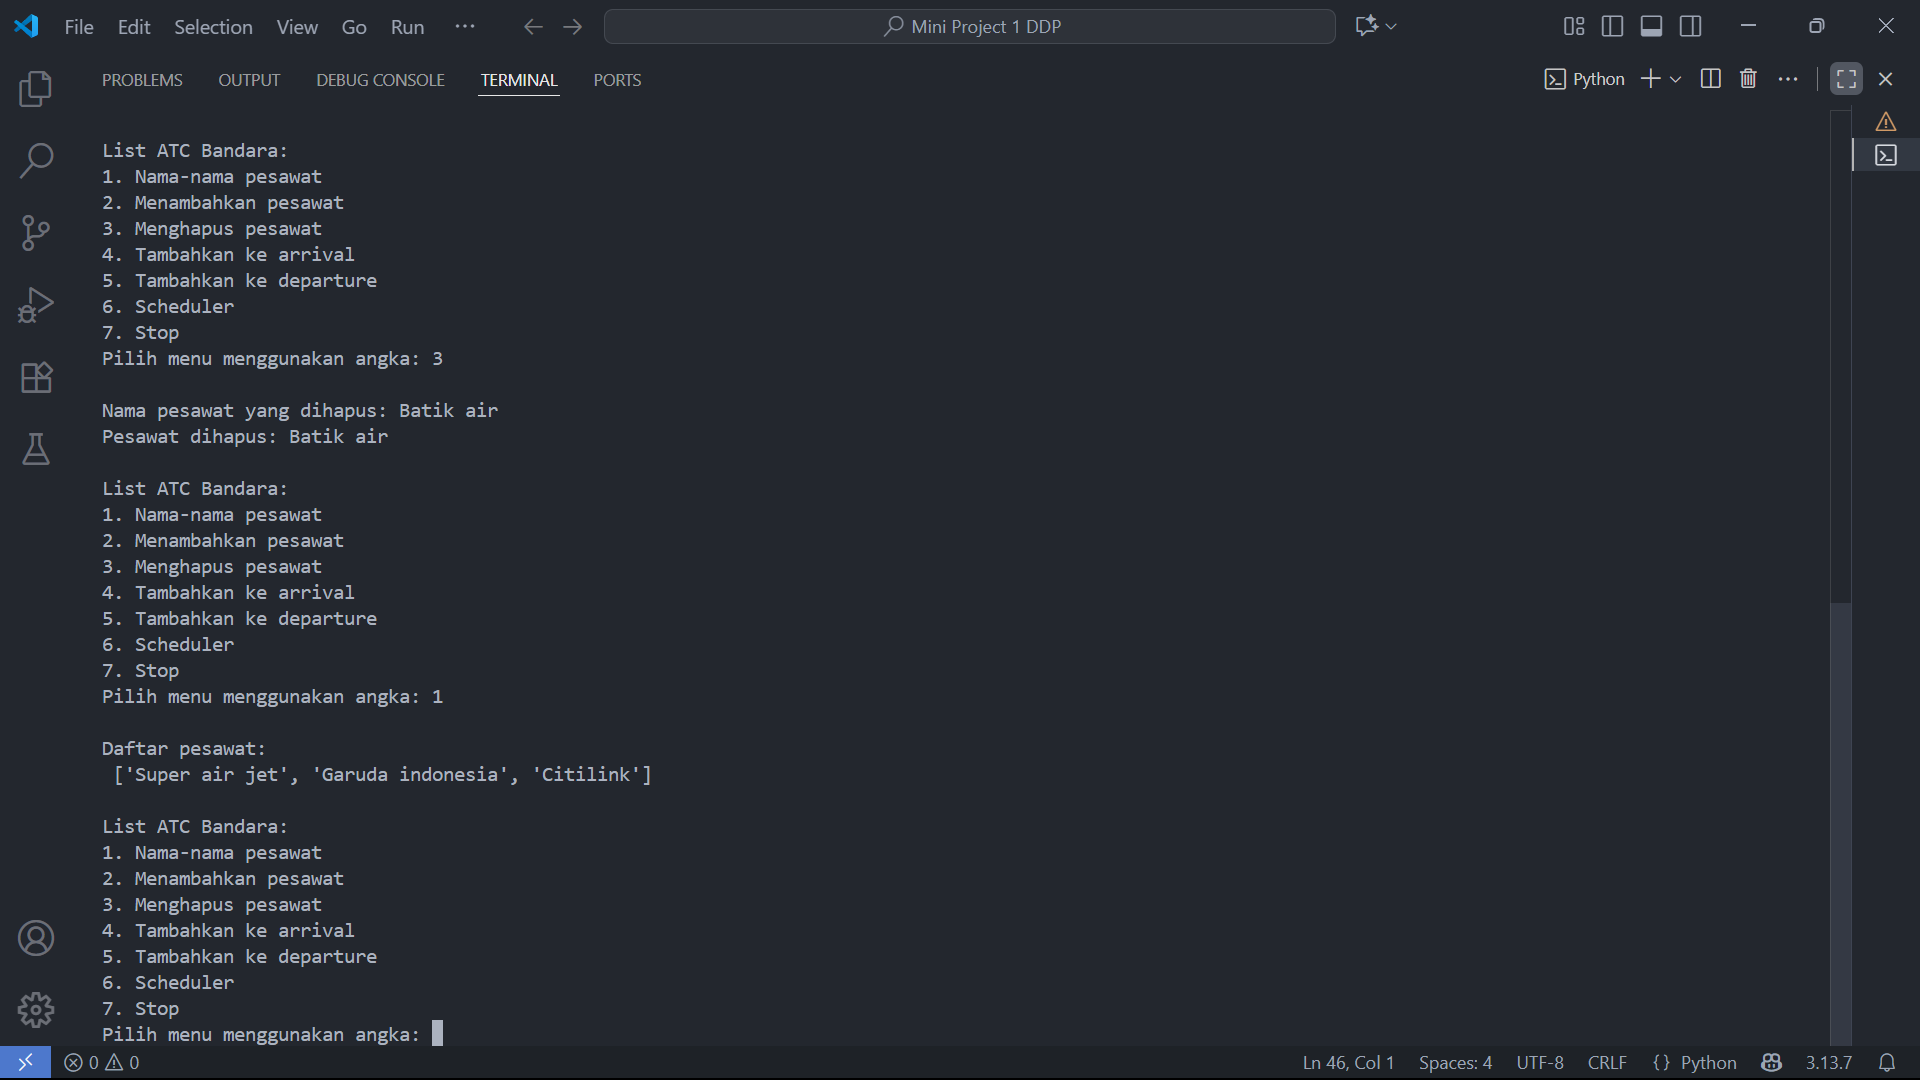 File Edit Selection View Go Run ··· Mini Project 1 DDP
PROBLEMS OUTPUT DEBUG CONSOLE TERMINAL PORTS Python
List ATC Bandara:
1. Nama-nama pesawat
2. Menambahkan pesawat
3. Menghapus pesawat
4. Tambahkan ke arrival
5. Tambahkan ke departure
6. Scheduler
7. Stop
Pilih menu menggunakan angka: 3
Nama pesawat yang dihapus: Batik air
Pesawat dihapus: Batik air
List ATC Bandara:
1. Nama-nama pesawat
2. Menambahkan pesawat
3. Menghapus pesawat
4. Tambahkan ke arrival
5. Tambahkan ke departure
6. Scheduler
7. Stop
Pilih menu menggunakan angka: 1
Daftar pesawat:
['Super air jet', 'Garuda indonesia', 'Citilink']
List ATC Bandara:
1. Nama-nama pesawat
2. Menambahkan pesawat
3. Menghapus pesawat
4. Tambahkan ke arrival
5. Tambahkan ke departure
6. Scheduler
7. Stop
Pilih menu menggunakan angka:
0 0 Ln 46, Col 1 Spaces: 4 UTF-8 CRLF {} Python 3.13.7